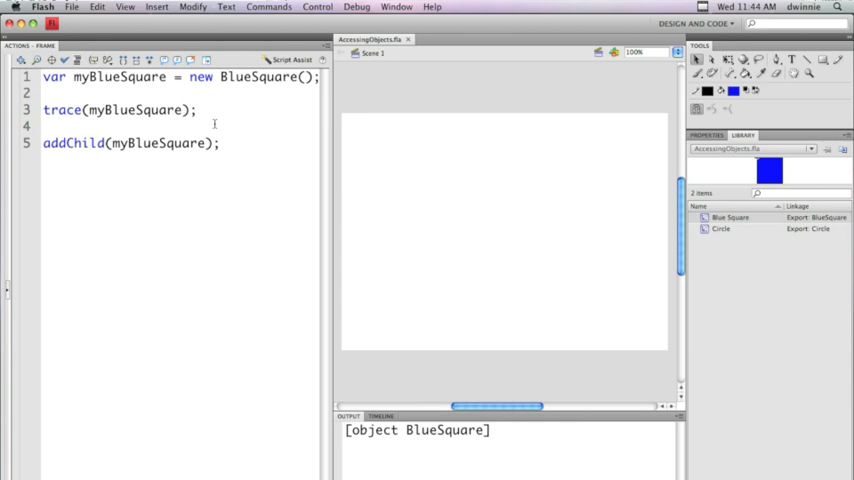 Flash File Edit View Insert Modify Text Commands Control Debug Window Help Wed 11:44 AM dwinnie
FL DESIGN AND CODE
ACTIONS - FRAME
AccessingObjects.fla
TOOLS
Scene 1
100%
Script Assist
1 var myBlueSquare = new BlueSquare();
2
3 trace(myBlueSquare);
4
5 addChild(myBlueSquare);
PROPERTIES LIBRARY
AccessingObjects.fla
2 items
Name Linkage
Blue Square Export: BlueSquare
Circle Export: Circle
OUTPUT TIMELINE
[object BlueSquare]